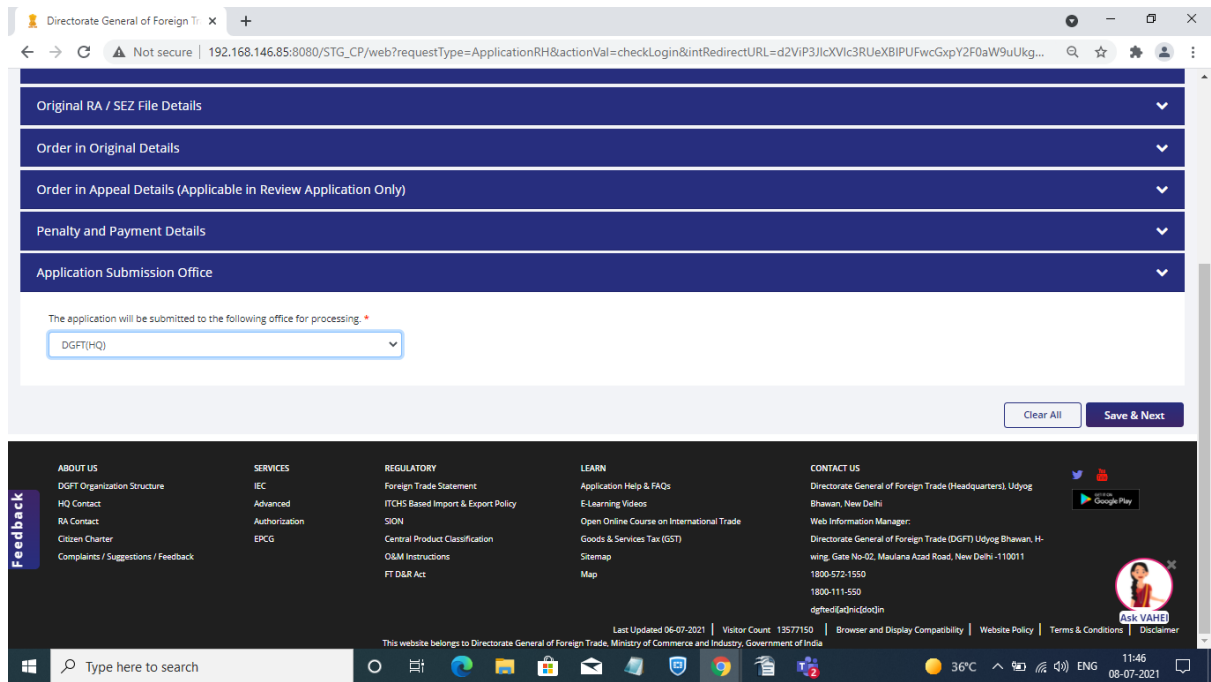 Directorate General of Foreign Tr
Not secure | 192.168.146.85:8080/STG_CP/web?requestType=ApplicationRH&actionVal=checkLogin&intRedirectURL=d2ViP3JlcXVlc3RUeXBlPUFwcGxpY2F0aW9uUkg...
Original RA / SEZ File Details
Order in Original Details
Order in Appeal Details (Applicable in Review Application Only)
Penalty and Payment Details
Application Submission Office
The application will be submitted to the following office for processing. *
DGFT(HQ)
Clear All
Save & Next
Feedback
ABOUT US
DGFT Organization Structure
HQ Contact
RA Contact
Citizen Charter
Complaints / Suggestions / Feedback
SERVICES
IEC
Advanced
Authorization
EPCG
REGULATORY
Foreign Trade Statement
ITCHS Based Import & Export Policy
SION
Central Product Classification
O&M Instructions
FT D&R Act
LEARN
Application Help & FAQs
E-Learning Videos
Open Online Course on International Trade
Goods & Services Tax (GST)
Sitemap
Map
CONTACT US
Directorate General of Foreign Trade (Headquarters), Udyog
Bhawan, New Delhi
Web Information Manager:
Directorate General of Foreign Trade (DGFT) Udyog Bhawan, H-
wing, Gate No-02, Maulana Azad Road, New Delhi -110011
1800-572-1550
1800-111-550
dgftedi[at]nic[dot]in
You Tube
GET IT ON
Google Play
Ask VAHEI
Last Updated 06-07-2021 | Visitor Count 13577150 | Browser and Display Compatibility | Website Policy | Terms & Conditions | Disclaimer
This website belongs to Directorate General of Foreign Trade, Ministry of Commerce and Industry, Government of India
Type here to search
2
36°C
ENG
11:46
08-07-2021